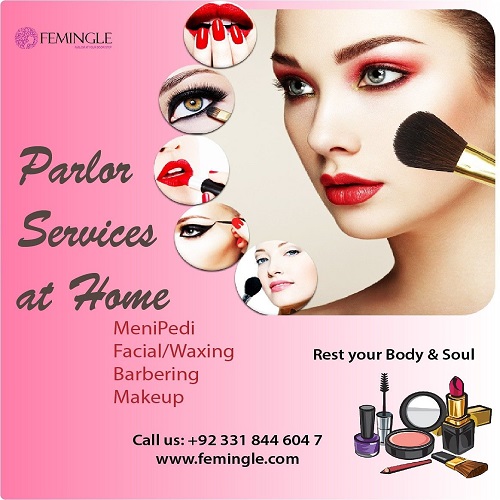 FEMINGLE
Parlor
Services
at Home
MeniPedi
Facial/Waxing
Barbering
Makeup
Rest your Body & Soul
Call us: +92 331 844 604 7
www.femingle.com